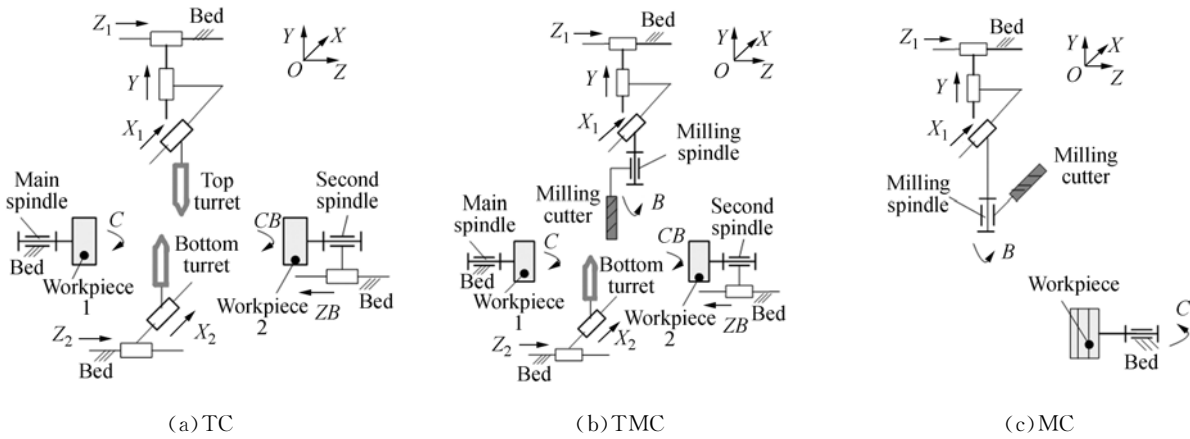 Z1
Bed
Y
X
O
Z
Y
X1
Main
spindle
Top
turret
Second
spindle
C
CB
Bed
Workpiece
1
Bottom
turret
Workpiece
2
ZB
Bed
Z2
X2
Bed
(a) TC
Z1
Bed
Y
X
O
Z
Y
X1
Milling
spindle
Main
spindle
Milling
cutter
B
Second
spindle
C
CB
Bed
Workpiece
1
Bottom
turret
Workpiece
2
ZB
Bed
Z2
X2
Bed
(b) TMC
Z1
Bed
Y
X
O
Z
Y
X1
Milling
cutter
Milling
spindle
B
Workpiece
C
Bed
(c) MC